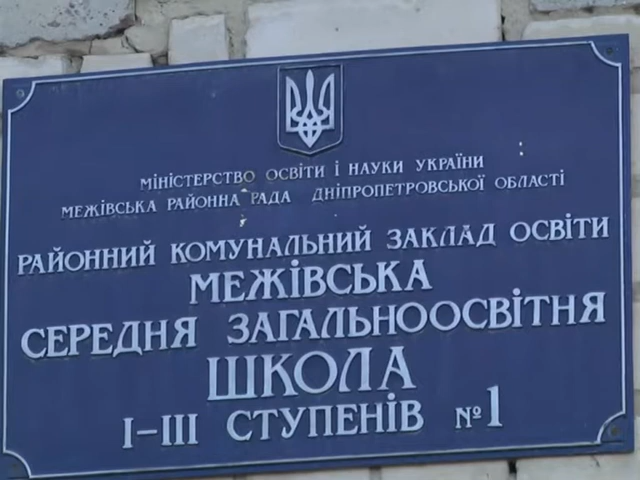 МІНІСТЕРСТВО ОСВІТИ І НАУКИ УКРАЇНИ
МЕЖІВСЬКА РАЙОННА РАДА ДНІПРОПЕТРОВСЬКОЇ ОБЛАСТІ
РАЙОННИЙ КОМУНАЛЬНИЙ ЗАКЛАД ОСВІТИ
МЕЖІВСЬКА
СЕРЕДНЯ ЗАГАЛЬНООСВІТНЯ
ШКОЛА
І-ІІІ СТУПЕНІВ №1